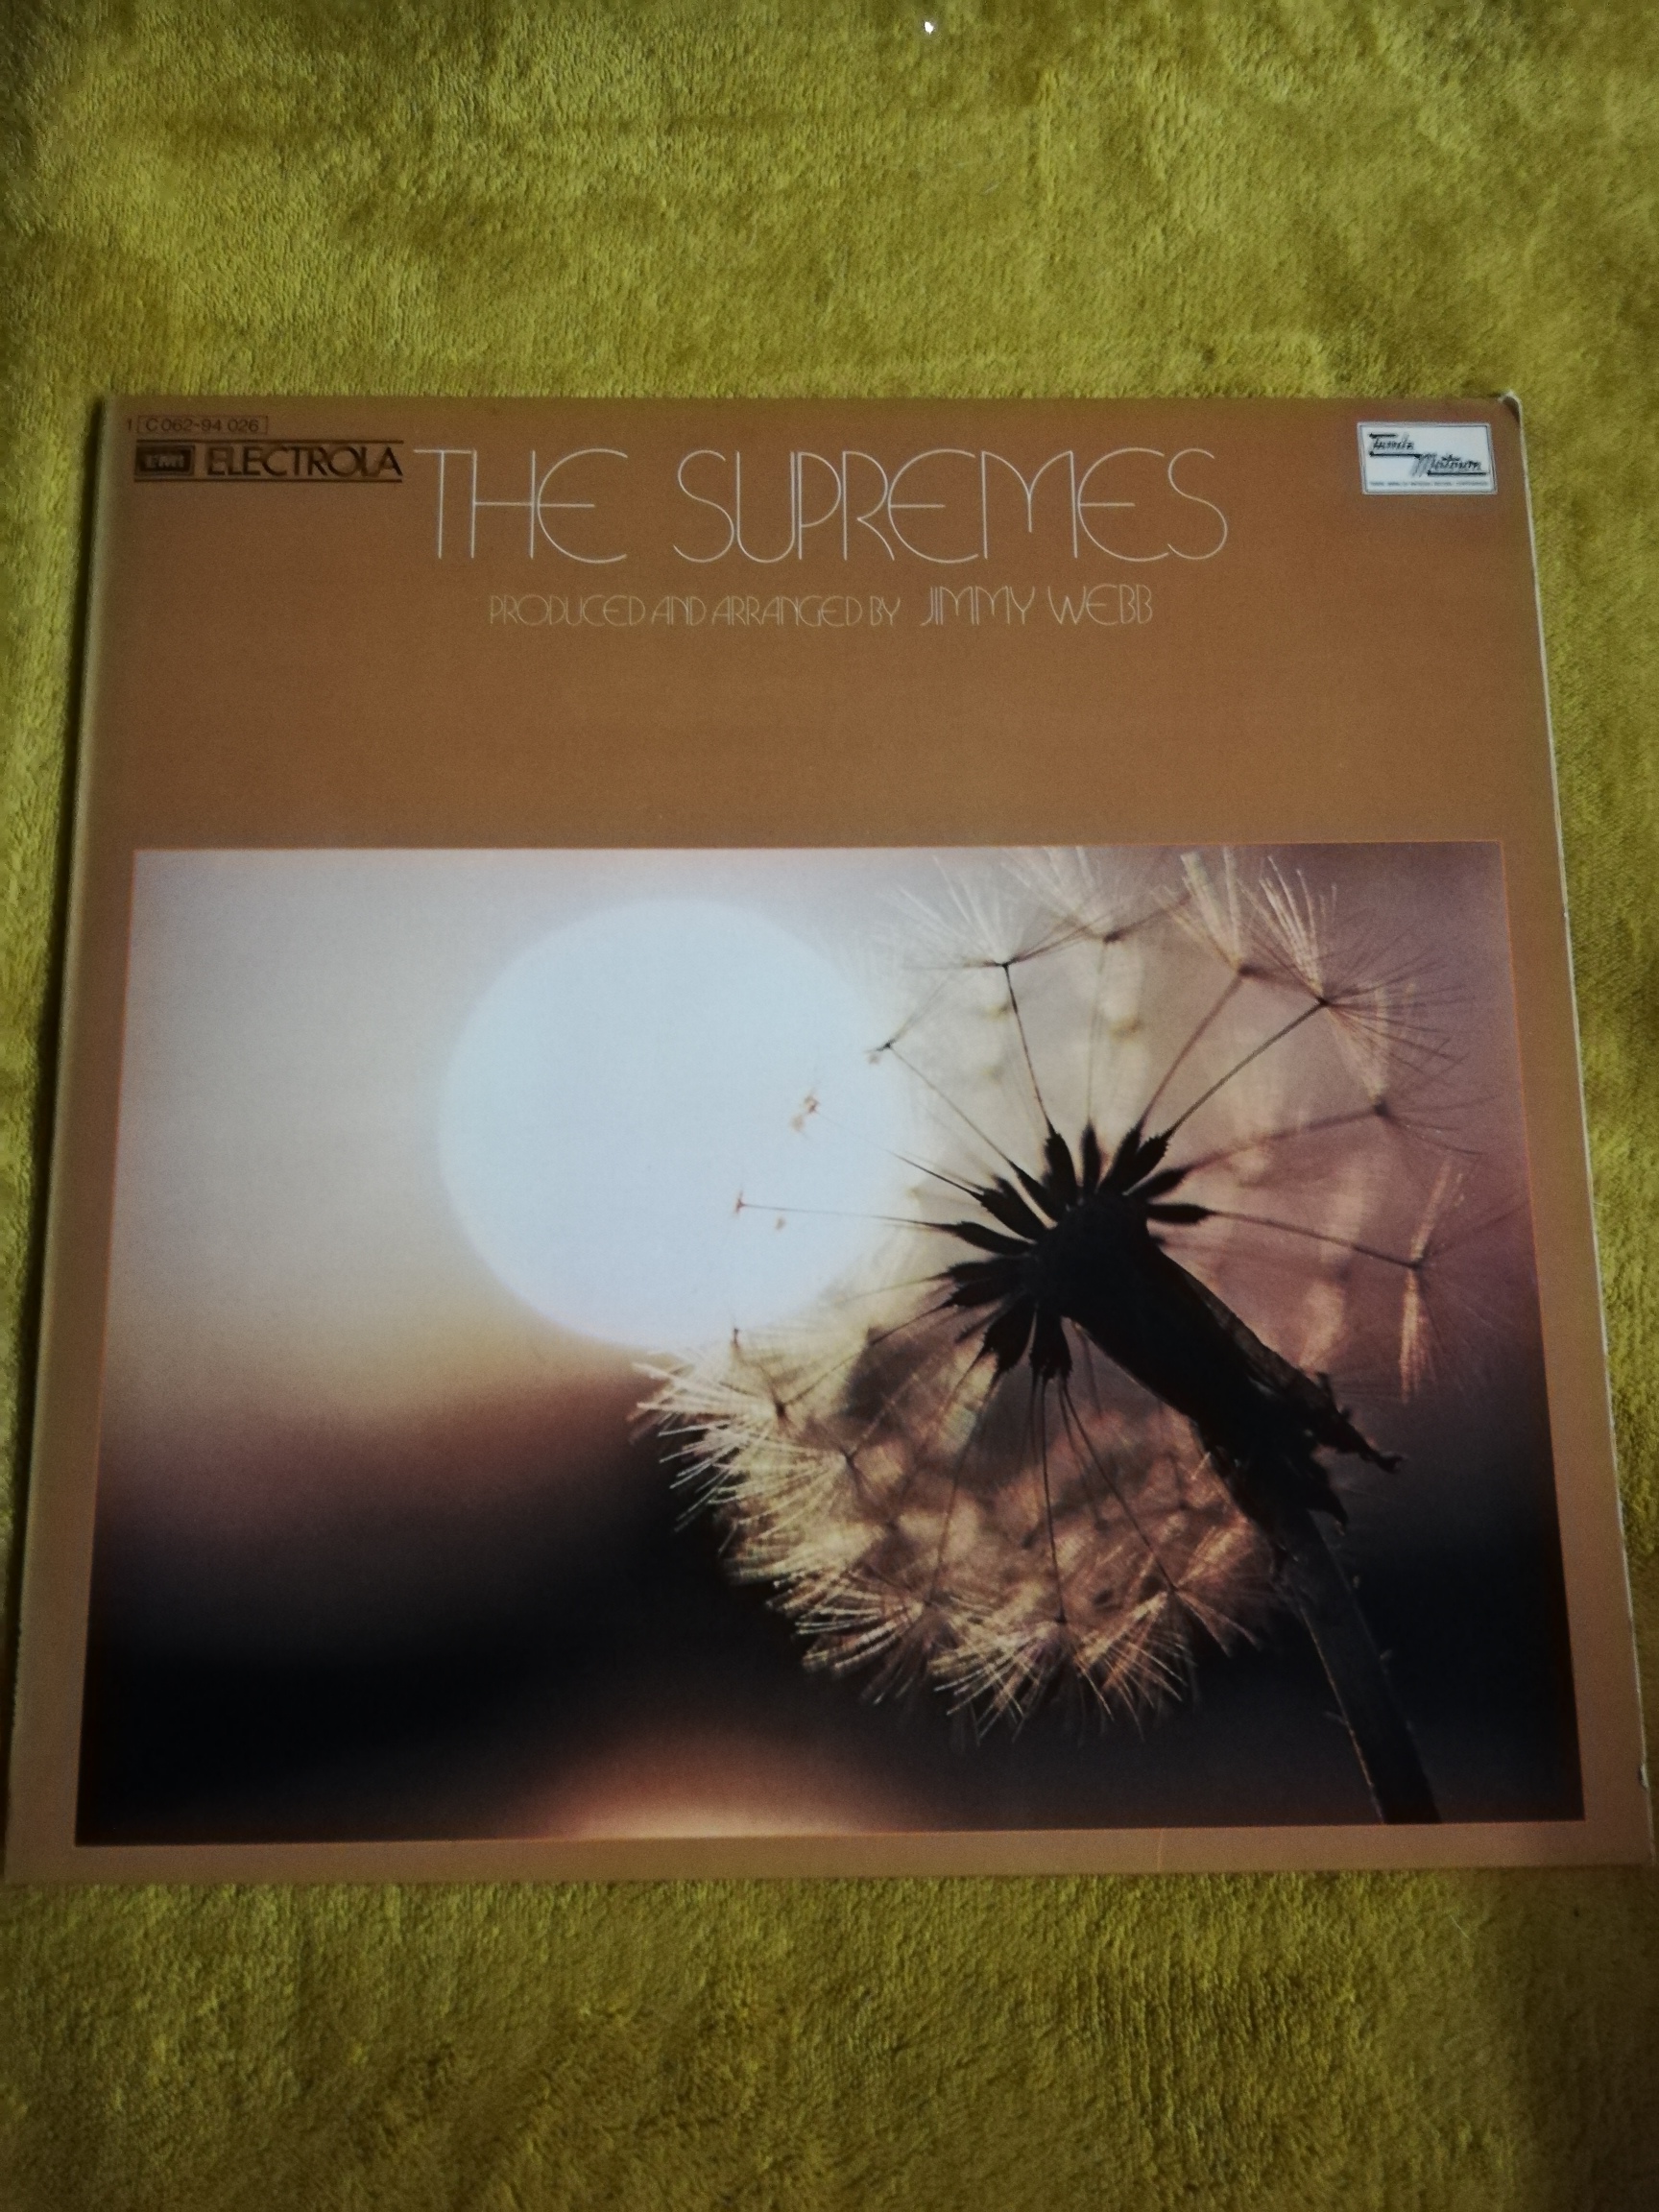 1 C 062-94 026
EMI ELECTROLA
THE SUPREMES
Tamla
Motown
PRODUCED AND ARRANGED BY JIMMY WEBB